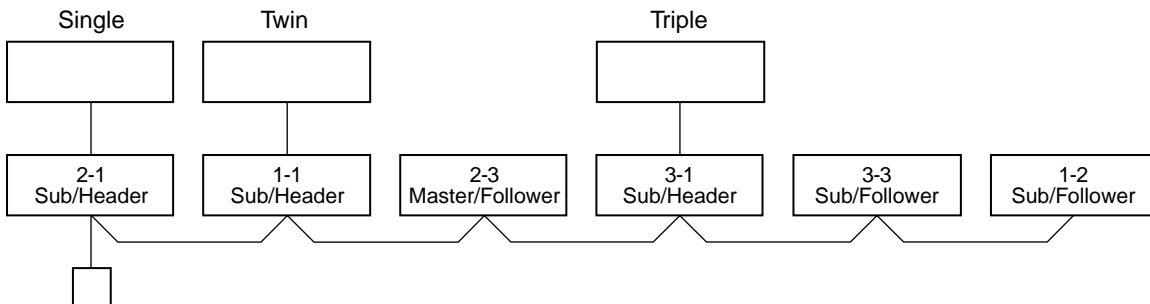 Single
Twin
Triple
2-1
Sub/Header
1-1
Sub/Header
2-3
Master/Follower
3-1
Sub/Header
3-3
Sub/Follower
1-2
Sub/Follower